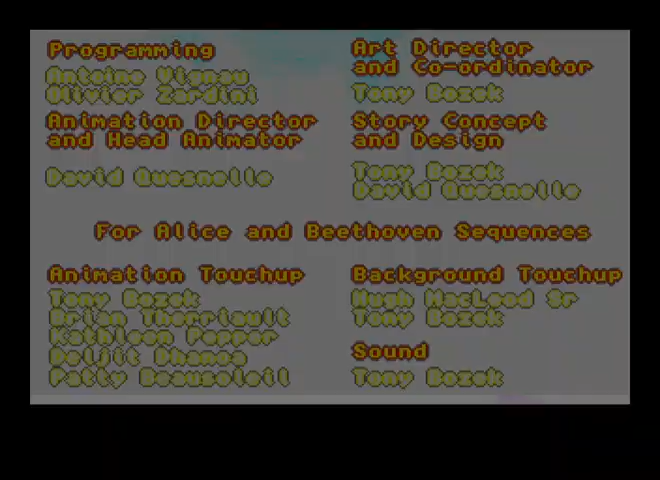 Programming
Antoine Vignau
Olivier Zardini
Art Director
and Co-ordinator
Tony Bozek
Animation Director
and Head Animator
David Quesnelle
Story Concept
and Design
Tony Bozek
David Quesnelle
For Alice and Beethoven Sequences
Animation Touchup
Tony Bozek
Brian Therriault
Kathleen Pepper
Deljit Dhanoa
Patty Beausoleil
Background Touchup
Hugh MacLeod Sr
Tony Bozek
Sound
Tony Bozek